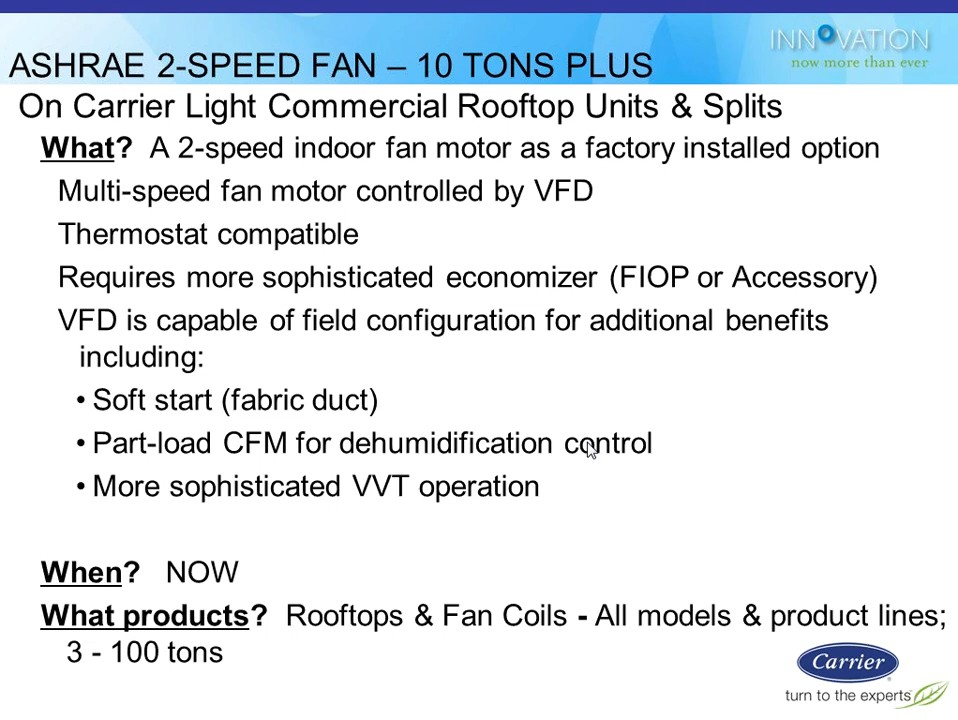 INNOVATION
now more than ever
ASHRAE 2-SPEED FAN – 10 TONS PLUS
On Carrier Light Commercial Rooftop Units & Splits
What? A 2-speed indoor fan motor as a factory installed option
Multi-speed fan motor controlled by VFD
Thermostat compatible
Requires more sophisticated economizer (FIOP or Accessory)
VFD is capable of field configuration for additional benefits
including:
• Soft start (fabric duct)
• Part-load CFM for dehumidification control
• More sophisticated VVT operation
When? NOW
What products? Rooftops & Fan Coils - All models & product lines;
3 - 100 tons
Carrier
turn to the experts